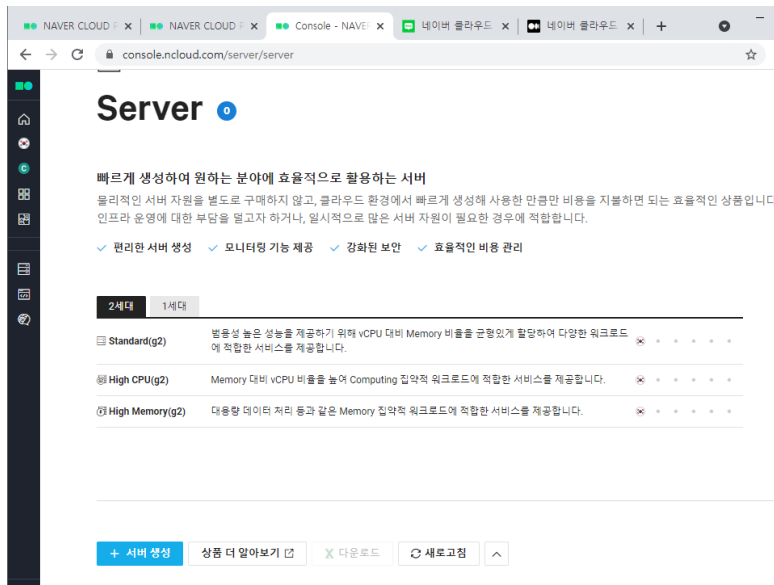 NAVER CLOUD P
NAVER CLOUD P
Console - NAVE
네이버 클라우드
네이버 클라우드
console.ncloud.com/server/server
C
Server 0
빠르게 생성하여 원하는 분야에 효율적으로 활용하는 서버
물리적인 서버 자원을 별도로 구매하지 않고, 클라우드 환경에서 빠르게 생성해 사용한 만큼만 비용을 지불하면 되는 효율적인 상품입니다
인프라 운영에 대한 부담을 덜고자 하거나, 일시적으로 많은 서버 자원이 필요한 경우에 적합합니다.
편리한 서버 생성 모니터링 기능 제공 강화된 보안 효율적인 비용 관리
2세대 1세대
Standard(g2)
범용성 높은 성능을 제공하기 위해 vCPU 대비 Memory 비율을 균형있게 할당하여 다양한 워크로드
에 적합한 서비스를 제공합니다.
High CPU(g2) Memory 대비 vCPU 비율을 높여 Computing 집약적 워크로드에 적합한 서비스를 제공합니다.
High Memory(g2) 대용량 데이터 처리 등과 같은 Memory 집약적 워크로드에 적합한 서비스를 제공합니다.
+ 서버 생성 상품 더 알아보기 다운로드 새로고침